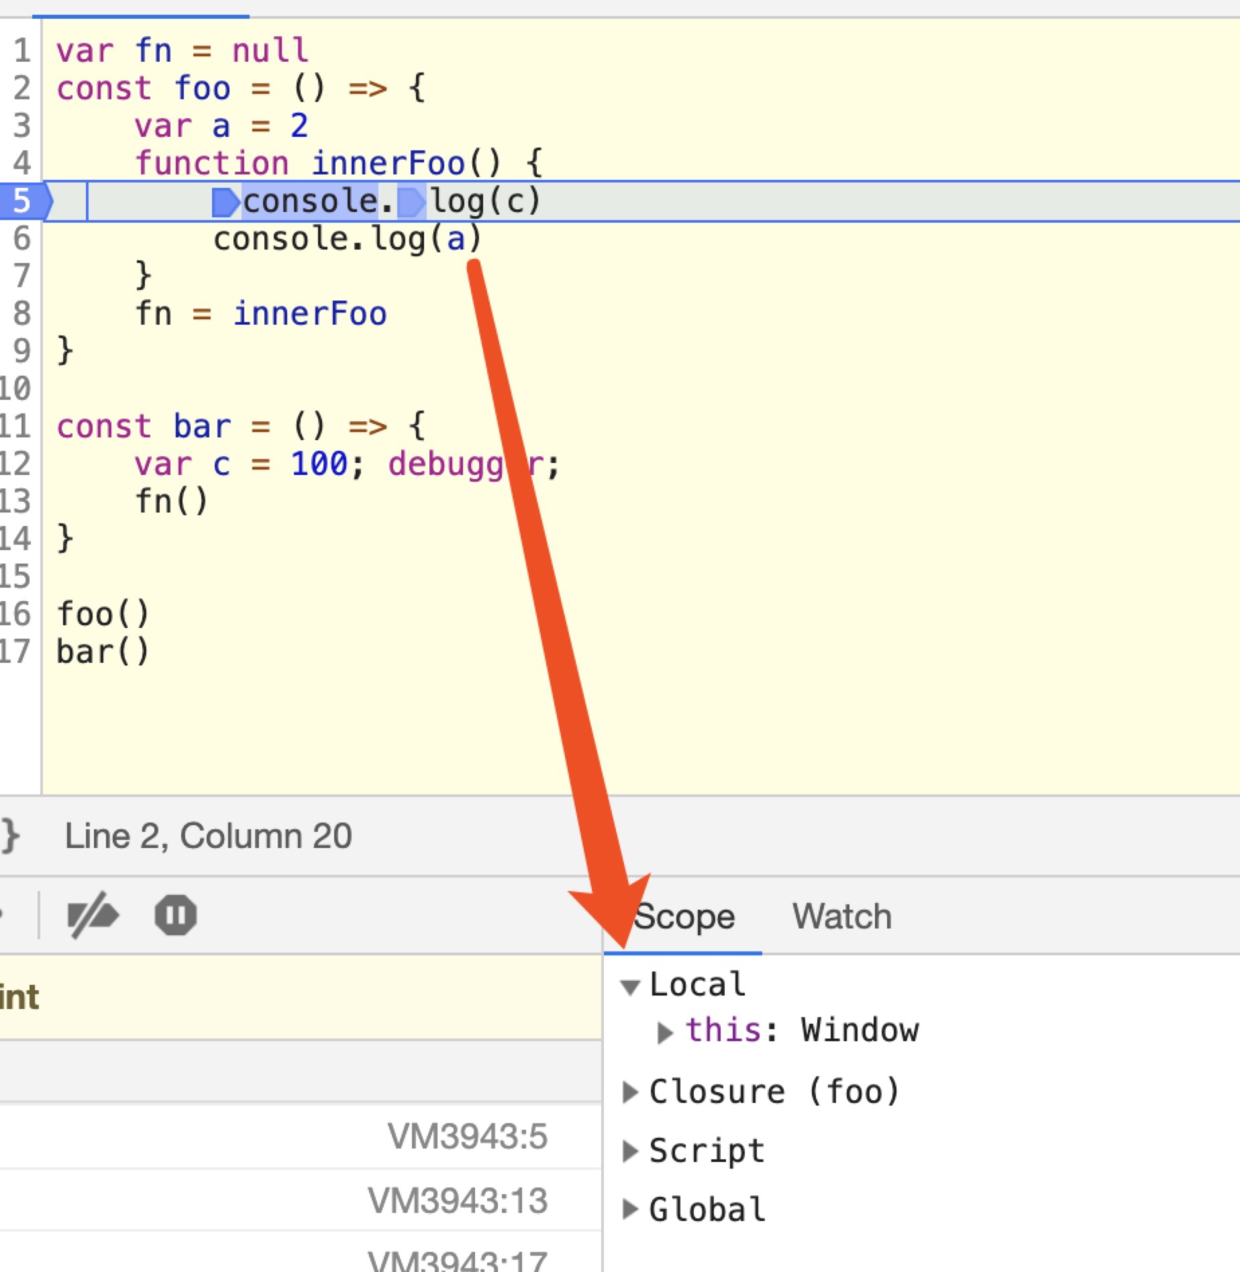 1 var fn = null
2 const foo = () => {
3 var a = 2
4 function innerFoo() {
5 console.log(c)
6 console.log(a)
7 }
8 fn = innerFoo
9 }
10
11 const bar = () => {
12 var c = 100; debugg r;
13 fn()
14 }
15
16 foo()
17 bar()
} Line 2, Column 20
Scope Watch
int
Local
this: Window
Closure (foo)
Script
Global
VM3943:5
VM3943:13
VM3943:17